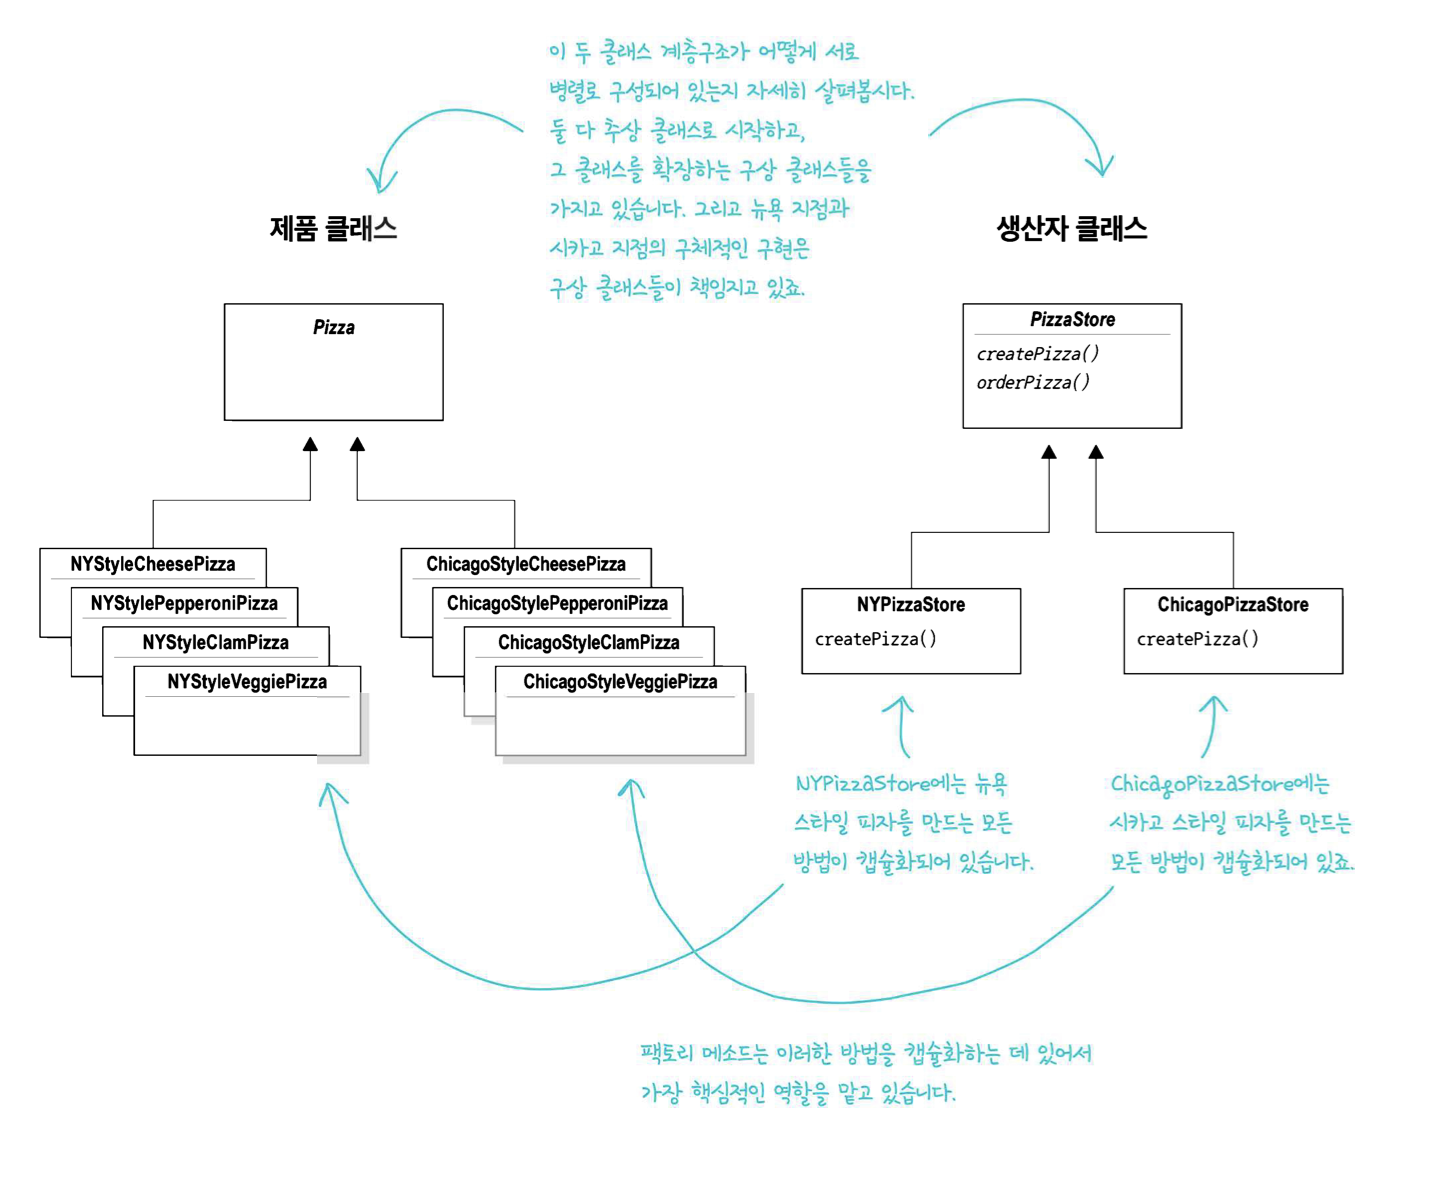 이 두 클래스 계층구조가 어떻게 서로
병렬로 구성되어 있는지 자세히 살펴봅시다.
둘 다 추상 클래스로 시작하고,
그 클래스를 확장하는 구상 클래스들을
가지고 있습니다. 그리고 뉴욕 지점과
시카고 지점의 구체적인 구현은
구상 클래스들이 책임지고 있죠.
제품 클래스
생산자 클래스
Pizza
PizzaStore
createPizza()
orderPizza()
NYStyleCheesePizza
NYStylePepperoniPizza
NYStyleClamPizza
NYStyleVeggiePizza
ChicagoStyleCheesePizza
ChicagoStylePepperoniPizza
ChicagoStyleClamPizza
ChicagoStyleVeggiePizza
NYPizzaStore
createPizza()
ChicagoPizzaStore
createPizza()
NYPizzaStore에는 뉴욕
스타일 피자를 만드는 모든
방법이 캡슐화되어 있습니다.
ChicagoPizzaStore에는
시카고 스타일 피자를 만드는
모든 방법이 캡슐화되어 있죠.
팩토리 메소드는 이러한 방법을 캡슐화하는 데 있어서
가장 핵심적인 역할을 맡고 있습니다.